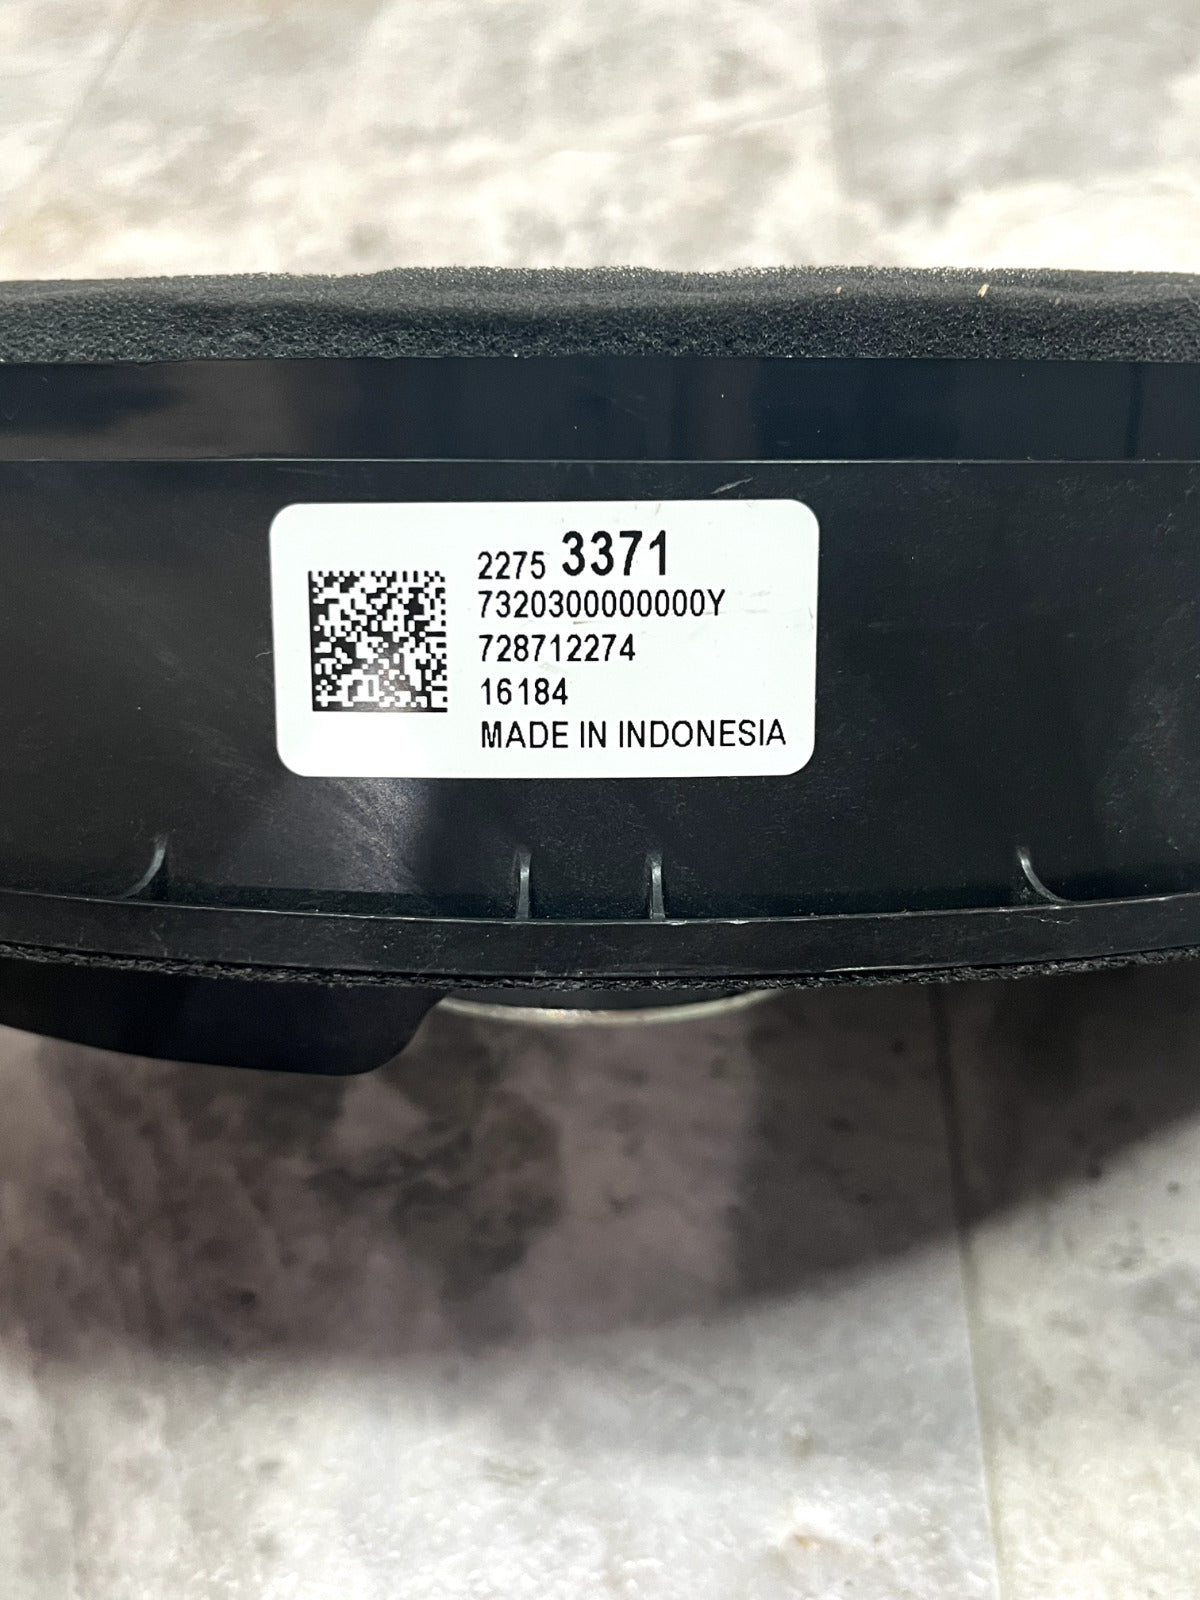 2275 3371
7320300000000Y
728712274
16184
MADE IN INDONESIA